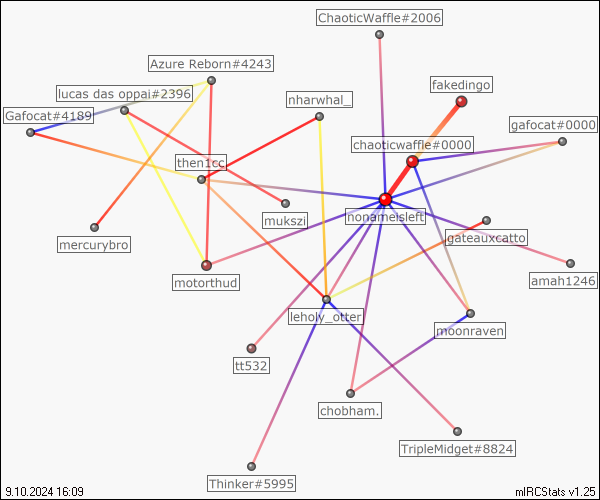 ChaoticWaffle#2006
Azure Reborn#4243
fakedingo
lucas das oppai#2396
nharwhal_
Gafocat#4189
gafocat#0000
chaoticwaffle#0000
then1cc
mukszi
nonameisleft
mercurybro
gateauxcatto
motorthud
amah1246
leholy_otter
moonraven
tt532
chobham.
TripleMidget#8824
Thinker#5995
9.10.2024 16:09
mIRCStats v1.25